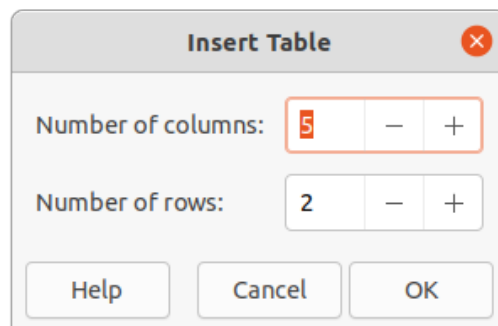 Insert Table
Number of columns: 5 − +
Number of rows: 2 − +
Help Cancel OK